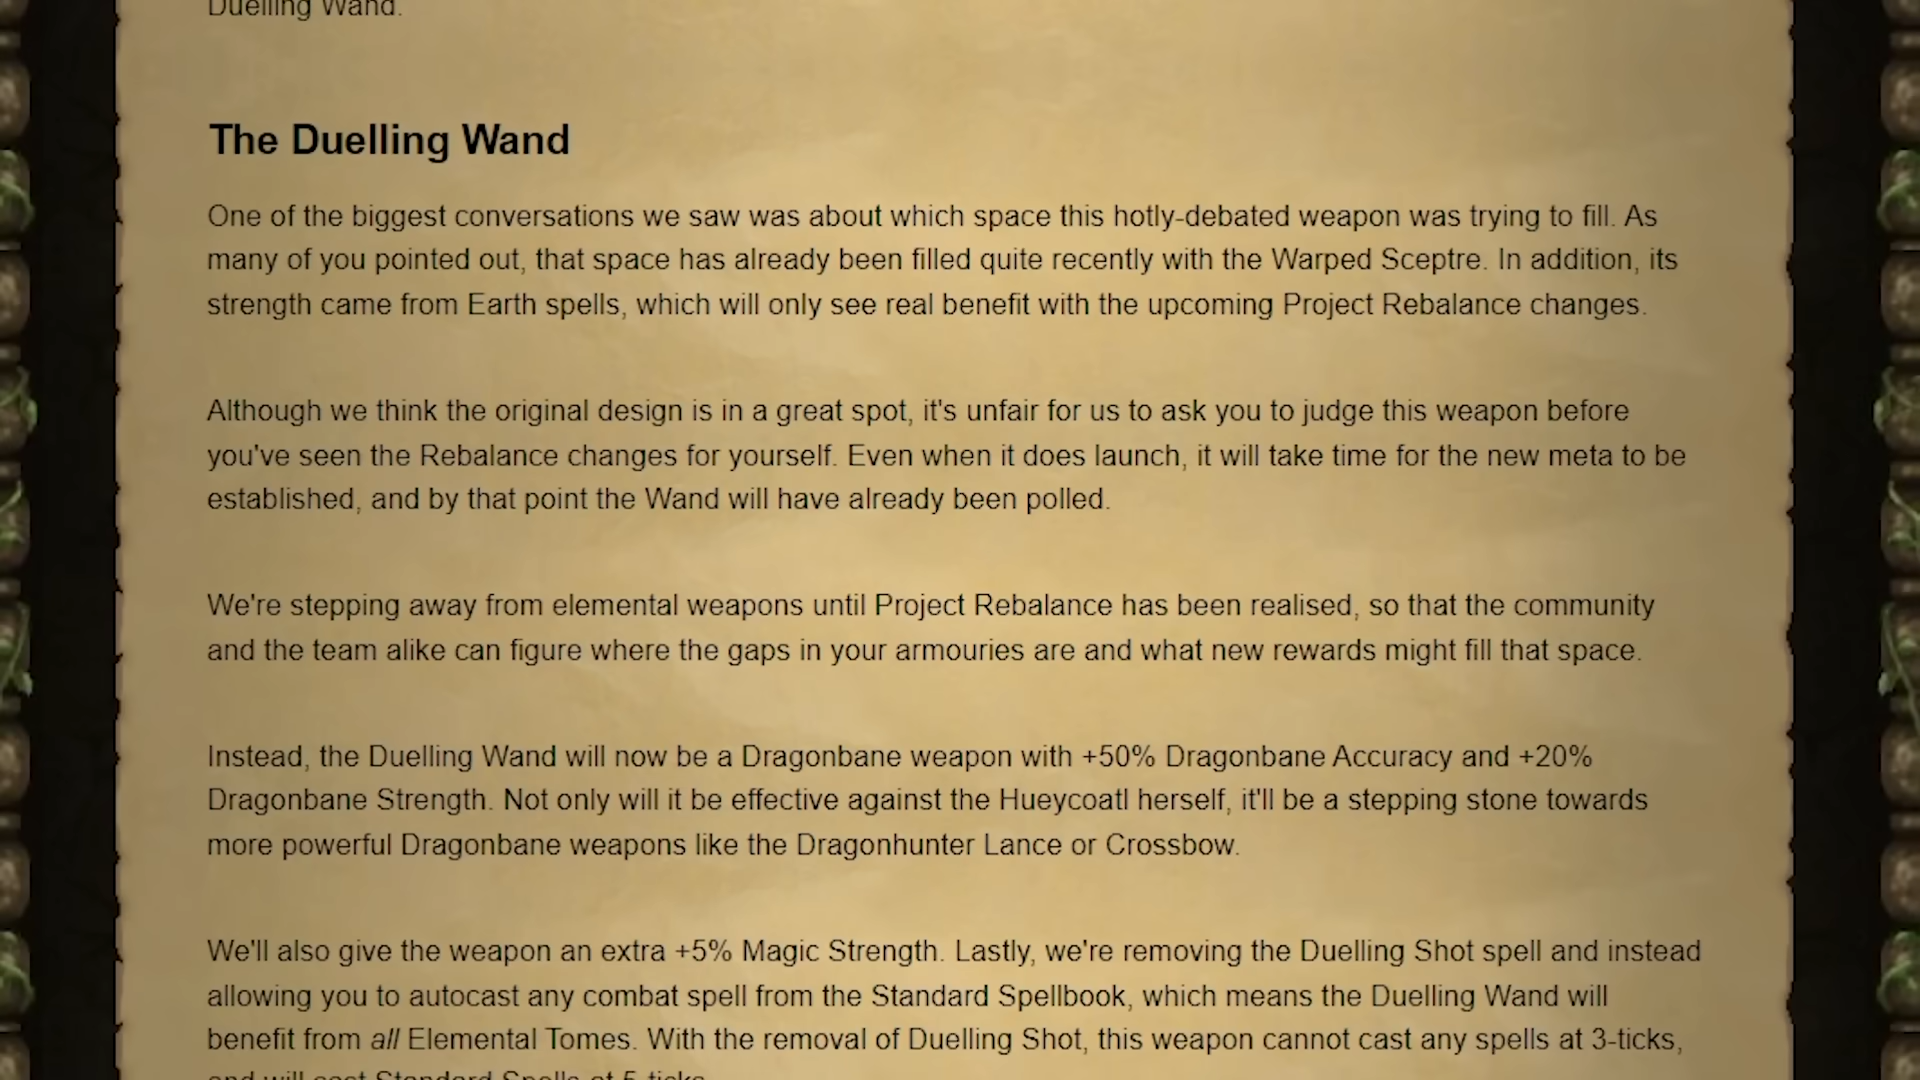 Duelling Wand.
The Duelling Wand
One of the biggest conversations we saw was about which space this hotly-debated weapon was trying to fill. As
many of you pointed out, that space has already been filled quite recently with the Warped Sceptre. In addition, its
strength came from Earth spells, which will only see real benefit with the upcoming Project Rebalance changes.
Although we think the original design is in a great spot, it's unfair for us to ask you to judge this weapon before
you've seen the Rebalance changes for yourself. Even when it does launch, it will take time for the new meta to be
established, and by that point the Wand will have already been polled.
We're stepping away from elemental weapons until Project Rebalance has been realised, so that the community
and the team alike can figure where the gaps in your armouries are and what new rewards might fill that space.
Instead, the Duelling Wand will now be a Dragonbane weapon with +50% Dragonbane Accuracy and +20%
Dragonbane Strength. Not only will it be effective against the Hueycoatl herself, it'll be a stepping stone towards
more powerful Dragonbane weapons like the Dragonhunter Lance or Crossbow.
We'll also give the weapon an extra +5% Magic Strength. Lastly, we're removing the Duelling Shot spell and instead
allowing you to autocast any combat spell from the Standard Spellbook, which means the Duelling Wand will
benefit from all Elemental Tomes. With the removal of Duelling Shot, this weapon cannot cast any spells at 3-ticks,
and will cast Standard Spells at 5-ticks.